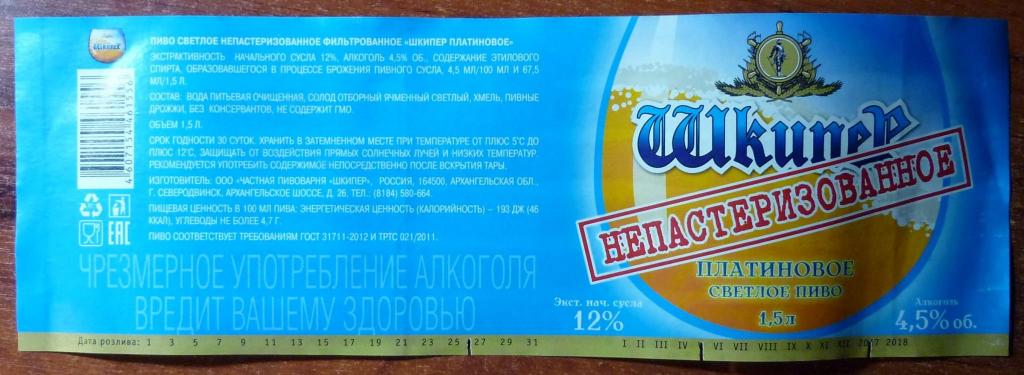 Шкипер
ПИВО СВЕТЛОЕ НЕПАСТЕРИЗОВАННОЕ ФИЛЬТРОВАННОЕ «ШКИПЕР ПЛАТИНОВОЕ»
ЭКСТРАКТИВНОСТЬ НАЧАЛЬНОГО СУСЛА 12%, АЛКОГОЛЬ 4,5% ОБ., СОДЕРЖАНИЕ ЭТИЛОВОГО
СПИРТА, ОБРАЗОВАВШЕГОСЯ В ПРОЦЕССЕ БРОЖЕНИЯ ПИВНОГО СУСЛА, 4,5 МЛ/100 МЛ И 67,5
МЛ/1,5 Л.
СОСТАВ: ВОДА ПИТЬЕВАЯ ОЧИЩЕННАЯ, СОЛОД ОТБОРНЫЙ ЯЧМЕННЫЙ СВЕТЛЫЙ, ХМЕЛЬ, ПИВНЫЕ
ДРОЖЖИ, БЕЗ КОНСЕРВАНТОВ, НЕ СОДЕРЖИТ ГМО.
ОБЪЕМ 1,5 Л.
СРОК ГОДНОСТИ 30 СУТОК. ХРАНИТЬ В ЗАТЕМНЕННОМ МЕСТЕ ПРИ ТЕМПЕРАТУРЕ ОТ ПЛЮС 5°С ДО
ПЛЮС 12°С, ЗАЩИЩАТ ОТ ВОЗДЕЙСТВИЯ ПРЯМЫХ СОЛНЕЧНЫХ ЛУЧЕЙ И НИЗКИХ ТЕМПЕРАТУР.
РЕКОМЕНДУЕТСЯ УПОТРЕБИТЬ СОДЕРЖИМОЕ НЕПОСРЕДСТВЕННО ПОСЛЕ ВСКРЫТИЯ ТАРЫ.
ИЗГОТОВИТЕЛЬ: ООО «ЧАСТНАЯ ПИВОВАРНЯ «ШКИПЕР», РОССИЯ, 164500, АРХАНГЕЛЬСКАЯ ОБЛ.,
Г. СЕВЕРОДВИНСК, АРХАНГЕЛЬСКОЕ ШОССЕ, Д. 26, ТЕЛ. (8184) 580-664.
ПИЩЕВАЯ ЦЕННОСТЬ В 100 МЛ ПИВА: ЭНЕРГЕТИЧЕСКАЯ ЦЕННОСТЬ (КАЛОРИЙНОСТЬ) – 193 ДЖ (46
ККАЛ), УГЛЕВОДЫ НЕ БОЛЕЕ 4,7 Г.
ПИВО СООТВЕТСТВУЕТ ТРЕБОВАНИЯМ ГОСТ 31711-2012 И ТРТС 021/2011.
ЕАС
ЧРЕЗМЕРНОЕ УПОТРЕБЛЕНИЕ АЛКОГОЛЯ
ВРЕДИТ ВАШЕМУ ЗДОРОВЬЮ
Дата розлива: 1 3 5 7 9 11 13 15 17 19 21 23 25 27 29 31
Шкипер
НЕПАСТЕРИЗОВАННОЕ
ПЛАТИНОВОЕ
СВЕТЛОЕ ПИВО
1,5л
Экст. нач. сусла
12%
Алкоголь
4,5% об.
I II III IV VI VII VIII IX X XI XII 2017 2018